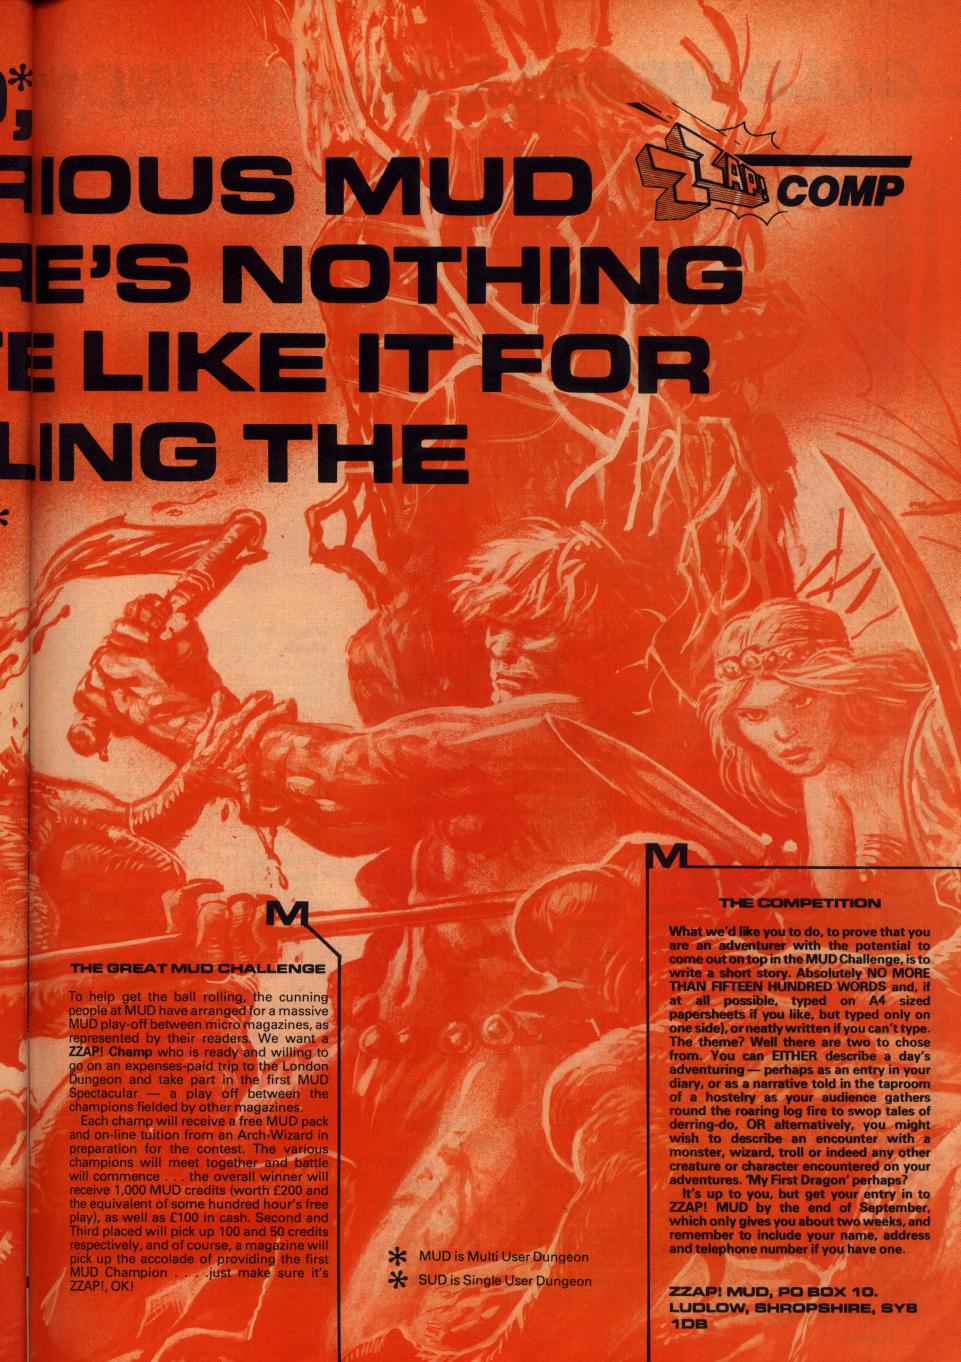 *
IOUS MUD
E'S NOTHING
E LIKE IT FOR
LING THE
*
ZZAP! COMP
M
THE GREAT MUD CHALLENGE
To help get the ball rolling, the cunning
people at MUD have arranged for a massive
MUD play-off between micro magazines, as
represented by their readers. We want a
ZZAP! Champ who is ready and willing to
go on an expenses-paid trip to the London
Dungeon and take part in the first MUD
Spectacular — a play off between the
champions fielded by other magazines.
Each champ will receive a free MUD pack
and on-line tuition from an Arch-Wizard in
preparation for the contest. The various
champions will meet together and battle
will commence . . . the overall winner will
receive 1,000 MUD credits (worth £200 and
the equivalent of some hundred hour's free
play), as well as £100 in cash. Second and
Third placed will pick up 100 and 50 credits
respectively, and of course, a magazine will
pick up the accolade of providing the first
MUD Champion . . . .just make sure it's
ZZAP!, OK!
* MUD is Multi User Dungeon
* SUD is Single User Dungeon
M
THE COMPETITION
What we'd like you to do, to prove that you
are an adventurer with the potential to
come out on top in the MUD Challenge, is to
write a short story. Absolutely NO MORE
THAN FIFTEEN HUNDRED WORDS and, if
at all possible, typed on A4 sized
papersheets if you like, but typed only on
one side), or neatly written if you can't type.
The theme? Well there are two to chose
from. You can EITHER describe a day's
adventuring — perhaps as an entry in your
diary, or as a narrative told in the taproom
of a hostelry as your audience gathers
round the roaring log fire to swop tales of
derring-do, OR alternatively, you might
wish to describe an encounter with a
monster, wizard, troll or indeed any other
creature or character encountered on your
adventures. 'My First Dragon' perhaps?
It's up to you, but get your entry in to
ZZAP! MUD by the end of September,
which only gives you about two weeks, and
remember to include your name, address
and telephone number if you have one.
ZZAP! MUD, PO BOX 10.
LUDLOW, SHROPSHIRE, SY8
1DB